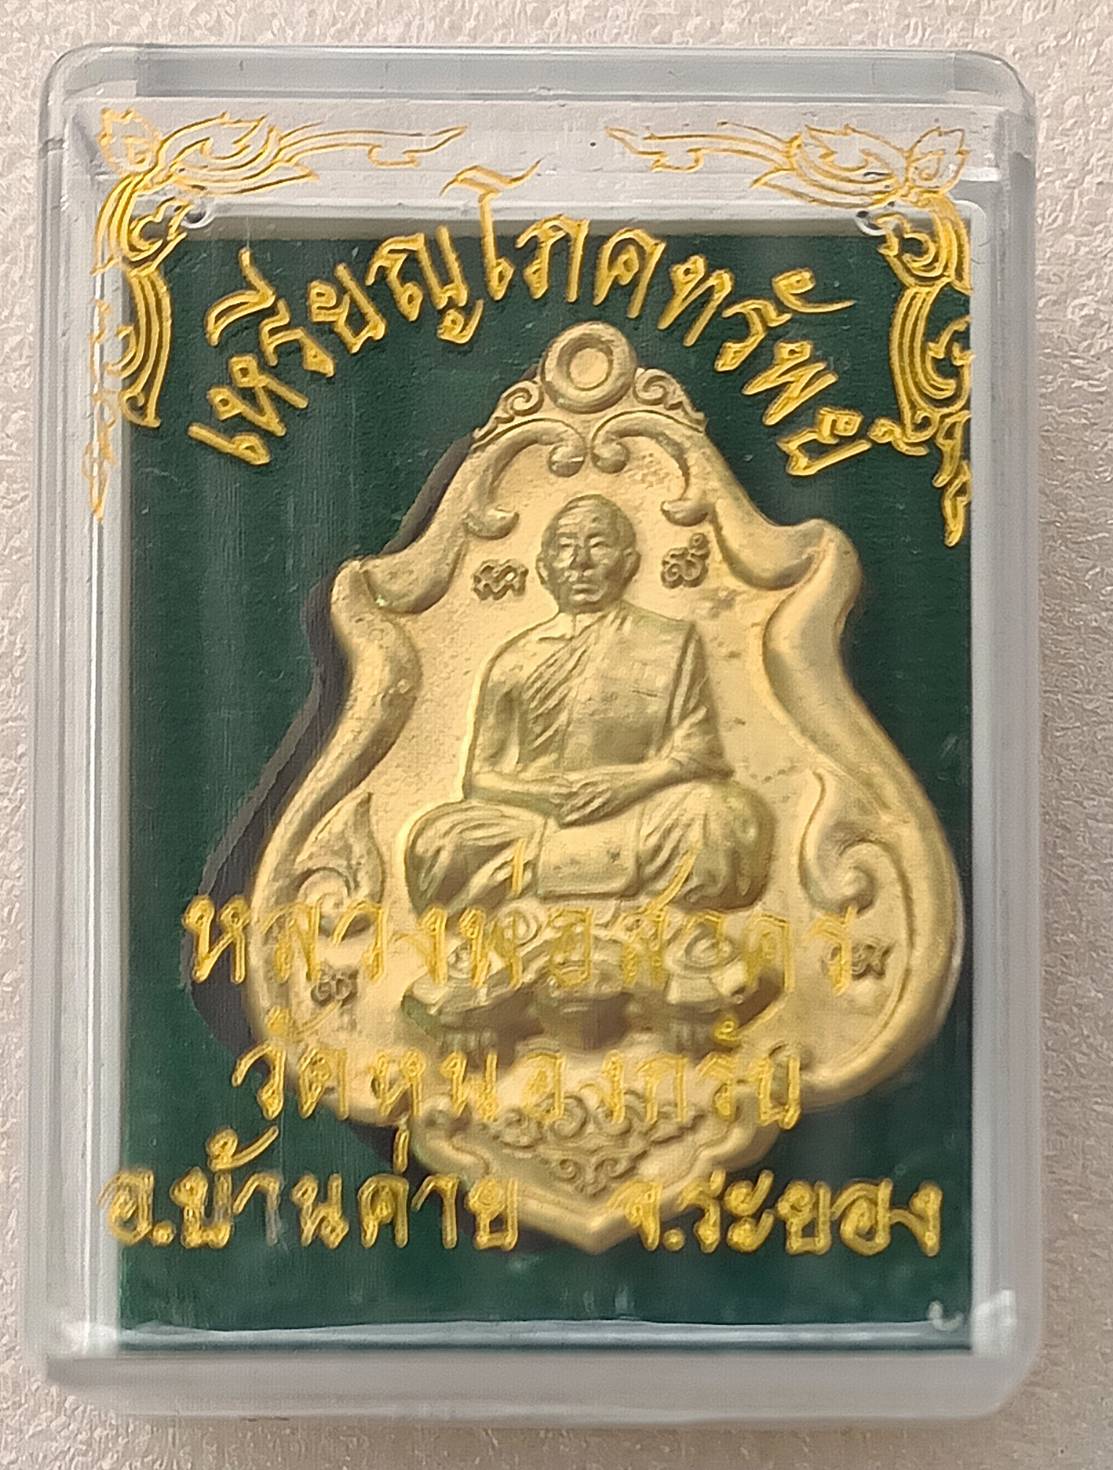 เหรียญโภคทรัพย์
หลวงพ่อสาคร
วัดหนองกรับ
อ.บ้านค่าย จ.ระยอง